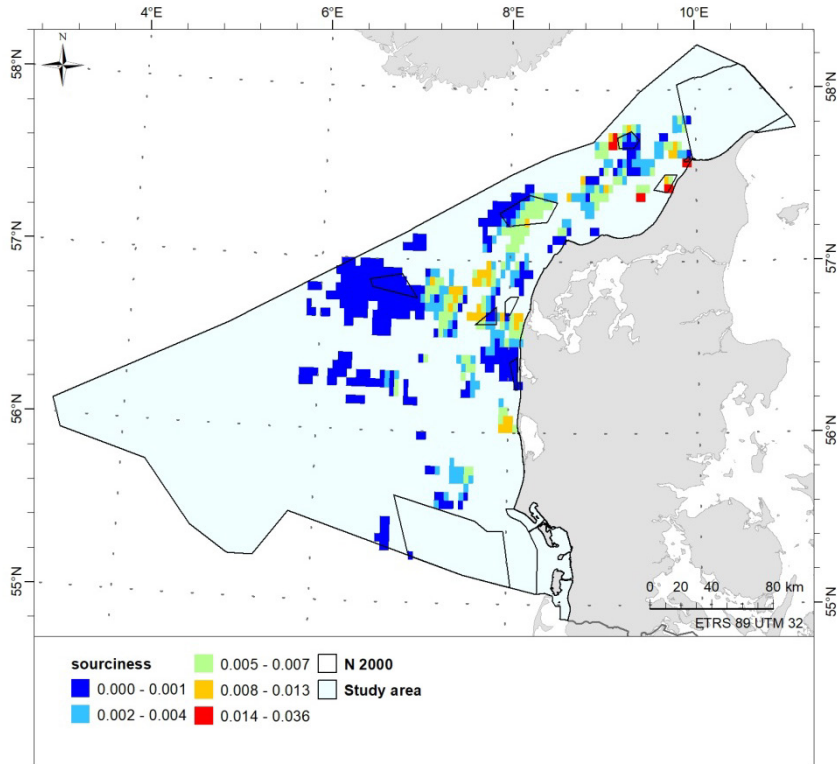 4°E 6°E 8°E 10°E
N
58°N 58°N
57°N 57°N
56°N 56°N
55°N 55°N
0 20 40 80 km
ETRS 89 UTM 32
sourciness
0.000 - 0.001
0.002 - 0.004
0.005 - 0.007
0.008 - 0.013
0.014 - 0.036
N 2000
Study area